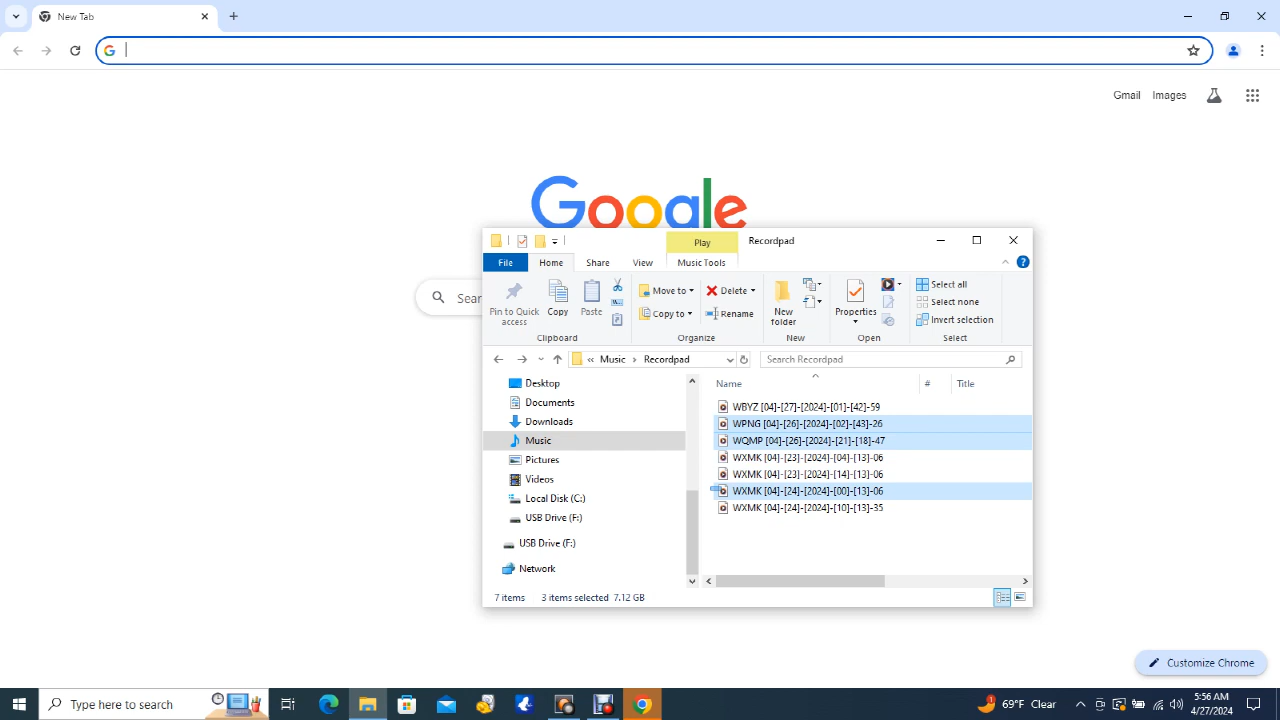 New Tab
Gmail
Images
Google
Sear
Play
Recordpad
File
Home
Share
View
Music Tools
Pin to Quick access
Copy
Paste
Move to
Copy to
Delete
Rename
New folder
Properties
Select all
Select none
Invert selection
Clipboard
Organize
New
Open
Select
« Music > Recordpad
Search Recordpad
Desktop
Documents
Downloads
Music
Pictures
Videos
Local Disk (C:)
USB Drive (F:)
USB Drive (F:)
Network
Name
#
Title
WBYZ [04]-[27]-[2024]-[01]-[42]-59
WPNG [04]-[26]-[2024]-[02]-[43]-26
WQMP [04]-[26]-[2024]-[21]-[18]-47
WXMK [04]-[23]-[2024]-[04]-[13]-06
WXMK [04]-[23]-[2024]-[14]-[13]-06
WXMK [04]-[24]-[2024]-[00]-[13]-06
WXMK [04]-[24]-[2024]-[10]-[13]-35
7 items
3 items selected 7.12 GB
Customize Chrome
Type here to search
69°F Clear
5:56 AM
4/27/2024